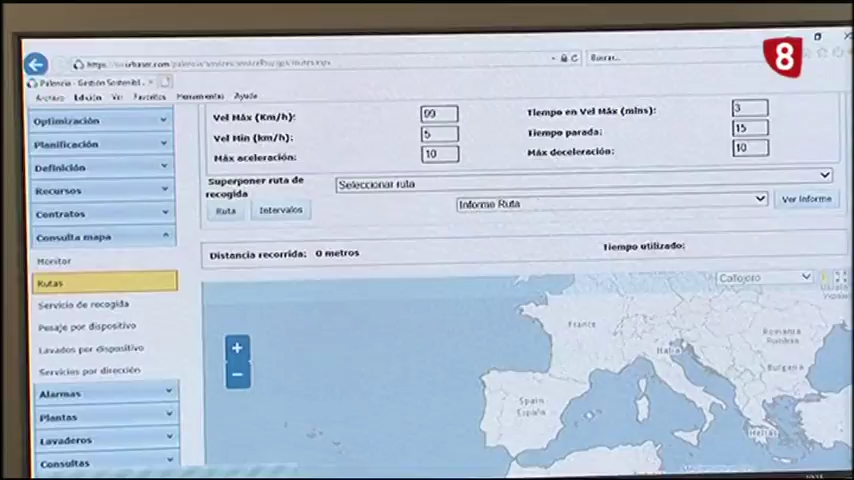 8
Buscar...
Palencia - Gestión Sostenibl...
Archivo Edición Ver Favoritos Herramientas Ayuda
Optimización
Planificación
Definición
Recursos
Contratos
Consulta mapa
Monitor
Rutas
Servicio de recogida
Pesaje por dispositivo
Lavados por dispositivo
Servicios por dirección
Alarmas
Plantas
Lavaderos
Consultas
Vel Máx (Km/h): 99 Tiempo en Vel Máx (mins): 3
Vel Min (km/h): 5 Tiempo parada: 15
Máx aceleración: 10 Máx deceleración: 10
Superponer ruta de recogida Seleccionar ruta
Ruta Intervalos Informe Ruta Ver Informe
Distancia recorrida: 0 metros Tiempo utilizado:
Callejero
France
Italia
Romania
Bulgaria
Spain
España